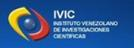 IVIC
INSTITUTO VENEZOLANO
DE INVESTIGACIONES
CIENTÍFICAS